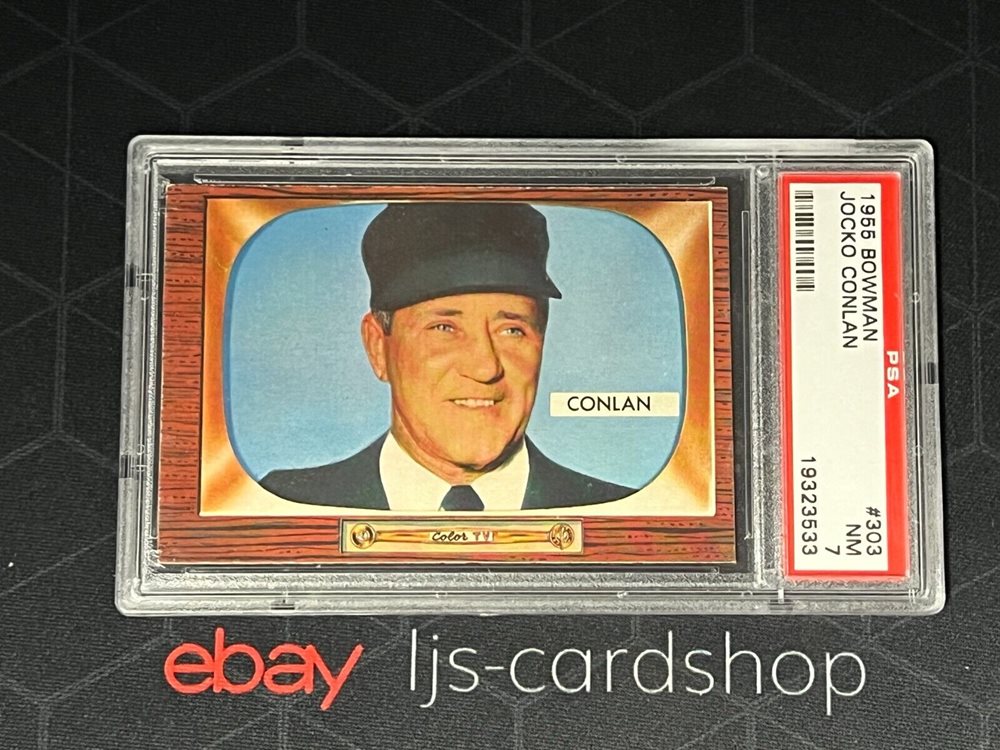 CONLAN
Color TV
1955 BOWMAN
JOCKO CONLAN
PSA
#303
NM 7
19323533
ebay ljs-cardshop